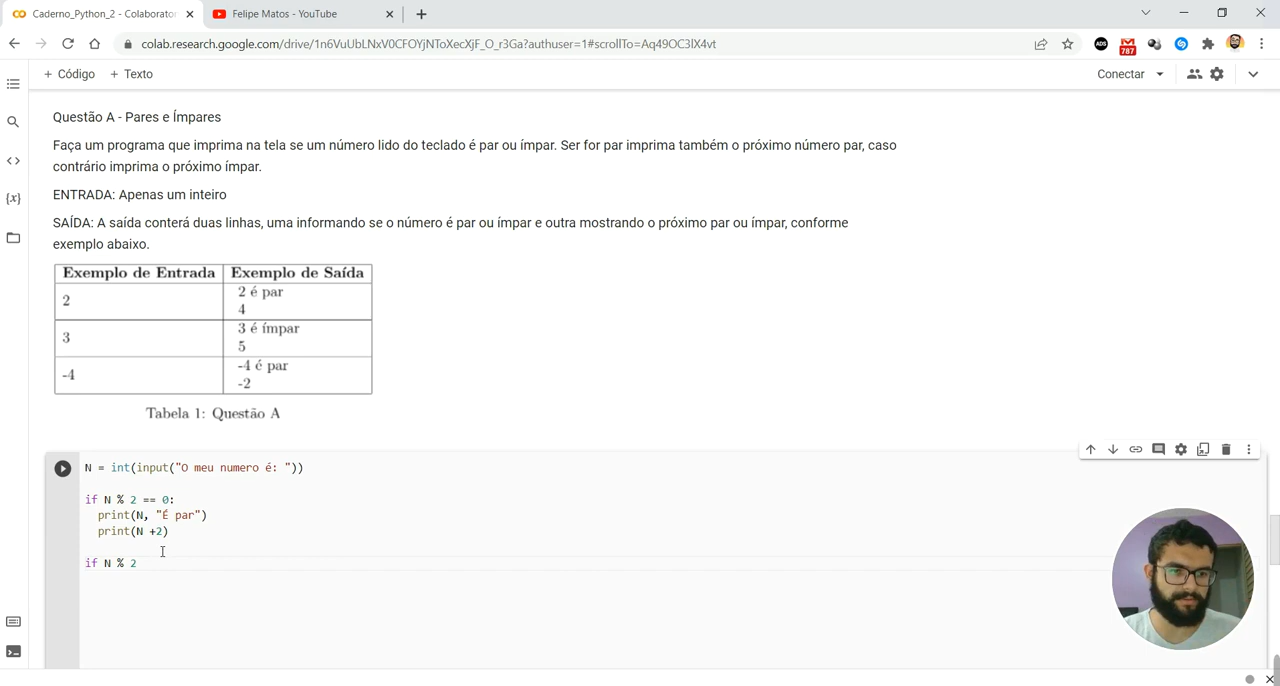 Caderno_Python_2 - Colaborator
Felipe Matos - YouTube
colab.research.google.com/drive/1n6VuUbLNxV0CFOYjNToXecXjF_O_r3Ga?authuser=1#scrollTo=Aq49OC3lX4vt
ADS
787
+ Código + Texto
Conectar
Questão A - Pares e Ímpares
Faça um programa que imprima na tela se um número lido do teclado é par ou ímpar. Ser for par imprima também o próximo número par, caso
contrário imprima o próximo ímpar.
ENTRADA: Apenas um inteiro
SAÍDA: A saída conterá duas linhas, uma informando se o número é par ou ímpar e outra mostrando o próximo par ou ímpar, conforme
exemplo abaixo.
Exemplo de Entrada Exemplo de Saída
2 2 é par
4
3 3 é ímpar
5
-4 -4 é par
-2
Tabela 1: Questão A
N = int(input("O meu numero é: "))
if N % 2 == 0:
print(N, "É par")
print(N +2)
if N % 2